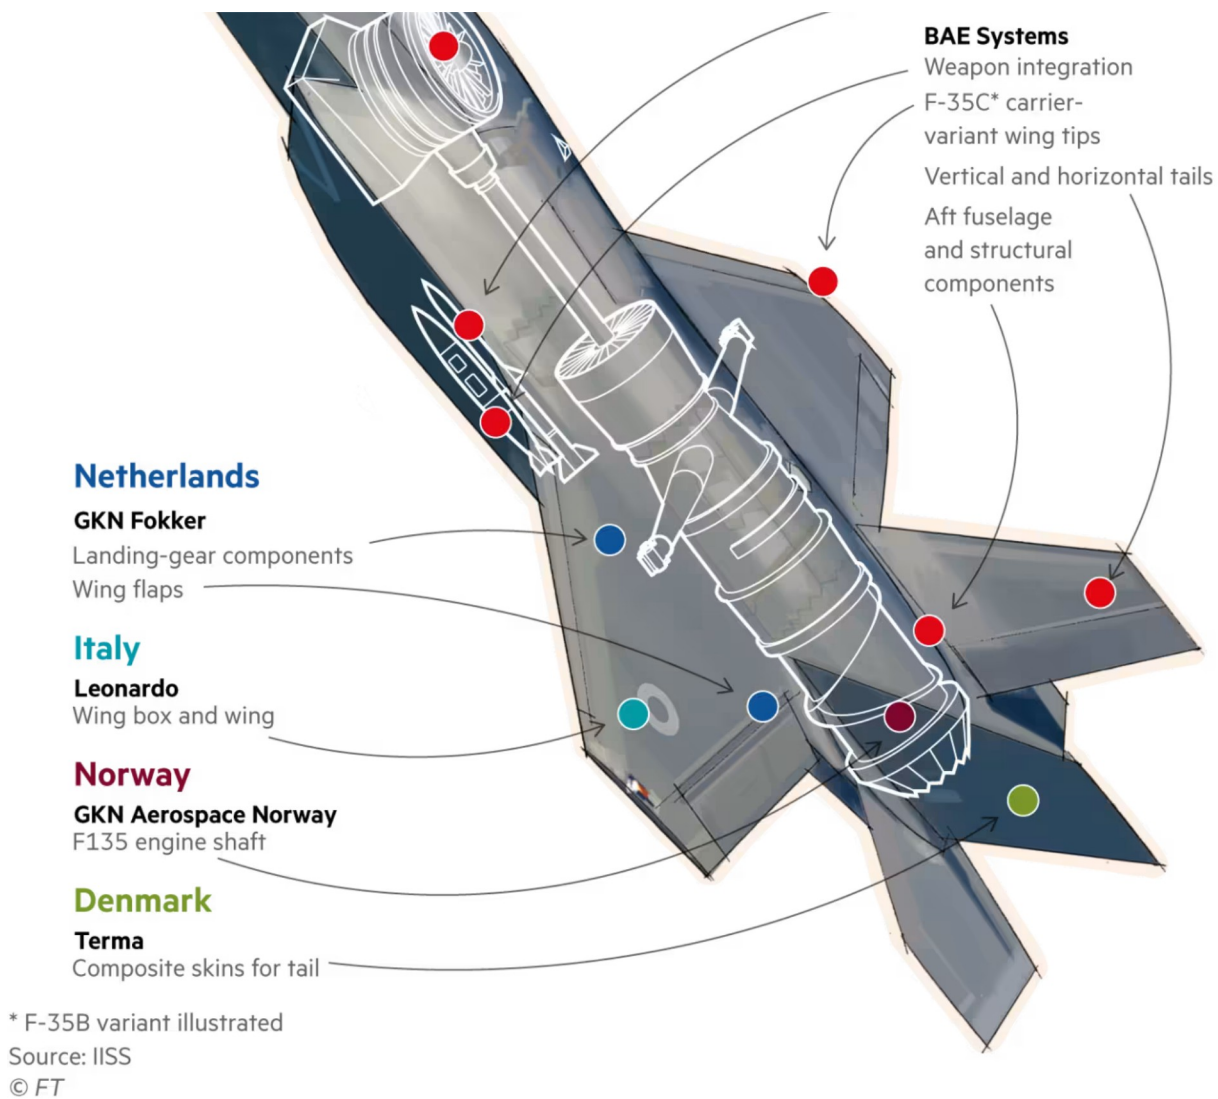 BAE Systems
Weapon integration
F-35C* carrier-
variant wing tips
Vertical and horizontal tails
Aft fuselage
and structural
components
Netherlands
GKN Fokker
Landing-gear components
Wing flaps
Italy
Leonardo
Wing box and wing
Norway
GKN Aerospace Norway
F135 engine shaft
Denmark
Terma
Composite skins for tail
* F-35B variant illustrated
Source: IISS
© FT